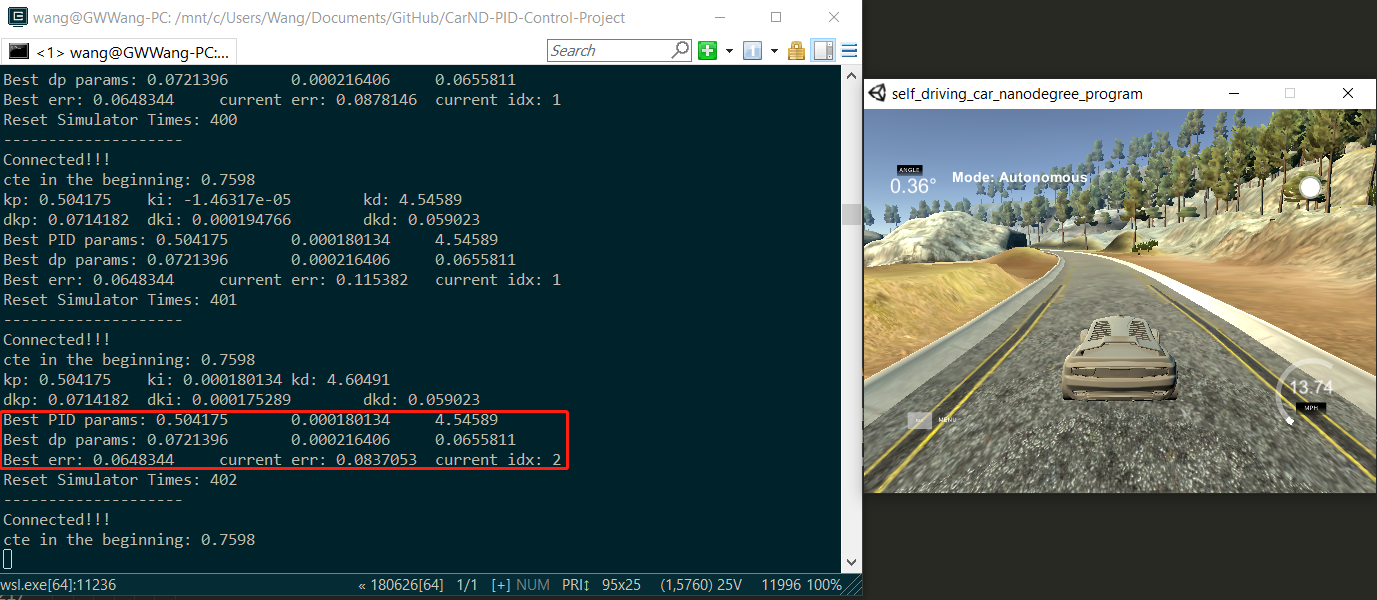 wang@GWWang-PC: /mnt/c/Users/Wang/Documents/GitHub/CarND-PID-Control-Project
<1> wang@GWWang-PC:...
Search
Best dp params: 0.0721396 0.000216406 0.0655811
Best err: 0.0648344 current err: 0.0878146 current idx: 1
Reset Simulator Times: 400
--------------------
Connected!!!
cte in the beginning: 0.7598
kp: 0.504175 ki: -1.46317e-05 kd: 4.54589
dkp: 0.0714182 dki: 0.000194766 dkd: 0.059023
Best PID params: 0.504175 0.000180134 4.54589
Best dp params: 0.0721396 0.000216406 0.0655811
Best err: 0.0648344 current err: 0.115382 current idx: 1
Reset Simulator Times: 401
--------------------
Connected!!!
cte in the beginning: 0.7598
kp: 0.504175 ki: 0.000180134 kd: 4.60491
dkp: 0.0714182 dki: 0.000175289 dkd: 0.059023
Best PID params: 0.504175 0.000180134 4.54589
Best dp params: 0.0721396 0.000216406 0.0655811
Best err: 0.0648344 current err: 0.0837053 current idx: 2
Reset Simulator Times: 402
--------------------
Connected!!!
cte in the beginning: 0.7598
wsl.exe[64]:11236 « 180626[64] 1/1 [+] NUM PRI↕ 95x25 (1,5760) 25V 11996 100%
self_driving_car_nanodegree_program
ANGLE
0.36°
Mode: Autonomous
13.74
MPH
MENU